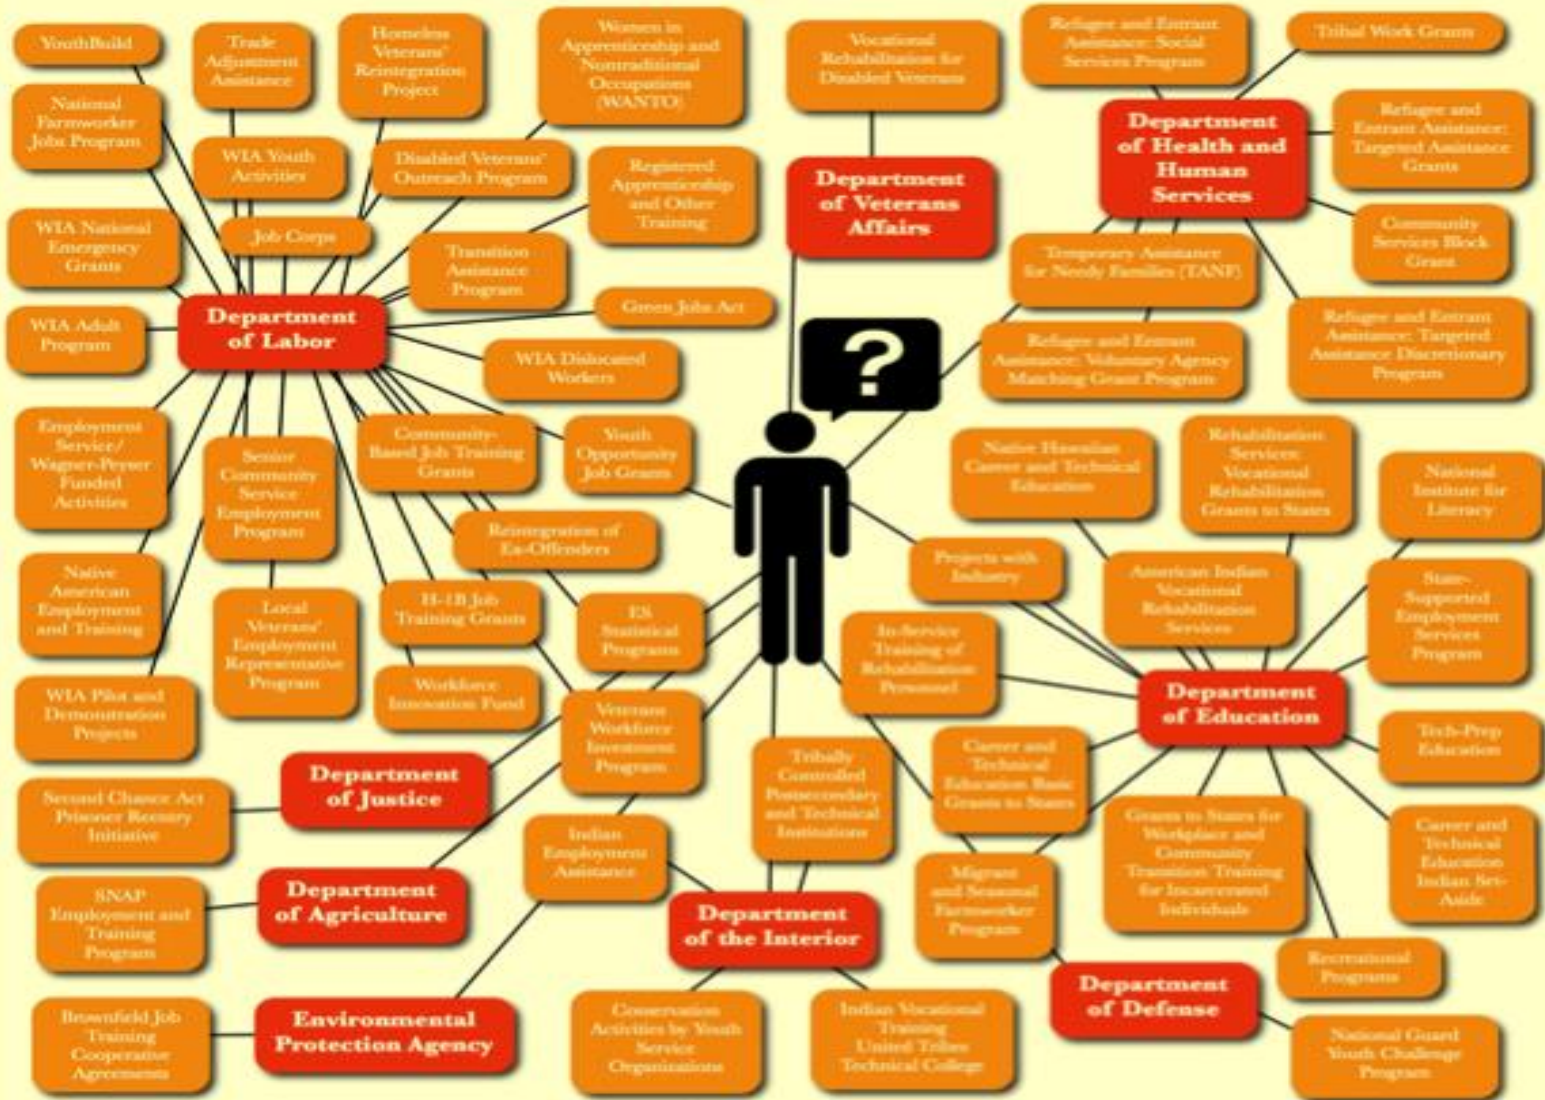 YouthBuild
Trade
Adjustment
Assistance
Homeless
Veterans'
Reintegration
Project
Women in
Apprenticeship and
Nontraditional
Occupations
(WANTO)
Vocational
Rehabilitation for
Disabled Veterans
Refugee and Entrant
Assistance: Social
Services Program
Tribal Work Grants
National
Farmworker
Jobs Program
WIA Youth
Activities
Disabled Veterans'
Outreach Program
Registered
Apprenticeship
and Other
Training
Department
of Veterans
Affairs
Department
of Health and
Human
Services
Refugee and
Entrant Assistance:
Targeted Assistance
Grants
WIA National
Emergency
Grants
Job Corps
Transition
Assistance
Program
Temporary Assistance
for Needy Families (TANF)
Community
Services Block
Grant
WIA Adult
Program
Department
of Labor
Green Jobs Act
WIA Dislocated
Workers
?
Refugee and Entrant
Assistance: Voluntary Agency
Matching Grant Program
Refugee and Entrant
Assistance: Targeted
Assistance Discretionary
Program
Employment
Service/
Wagner-Peyser
Funded
Activities
Senior
Community
Service
Employment
Program
Community-
Based Job Training
Grants
Youth
Opportunity
Job Grants
Native Hawaiian
Career and Technical
Education
Rehabilitation
Services:
Vocational
Rehabilitation
Grants to States
National
Institute for
Literacy
Reintegration of
Ex-Offenders
Projects with
Industry
American Indian
Vocational
Rehabilitation
Services
State-
Supported
Employment
Services
Program
Native
American
Employment
and Training
Local
Veterans'
Employment
Representative
Program
H-1B Job
Training Grants
ES
Statistical
Programs
In-Service
Training of
Rehabilitation
Personnel
WIA Pilot and
Demonstration
Projects
Workforce
Innovation Fund
Veterans
Workforce
Investment
Program
Department
of Education
Tech-Prep
Education
Department
of Justice
Second Chance Act
Prisoner Reentry
Initiative
Tribally
Controlled
Postsecondary
and Technical
Institutions
Career and
Technical
Education Basic
Grants to States
Grants to States for
Workplace and
Community
Transition Training
for Incarcerated
Individuals
Career and
Technical
Education
Indian Set-
Aside
Indian
Employment
Assistance
SNAP
Employment and
Training
Program
Department
of Agriculture
Department
of the Interior
Migrant
and Seasonal
Farmworker
Program
Recreational
Programs
Brownfield Job
Training
Cooperative
Agreements
Environmental
Protection Agency
Conservation
Activities by Youth
Service
Organizations
Indian Vocational
Training
United Tribes
Technical College
Department
of Defense
National Guard
Youth Challenge
Program